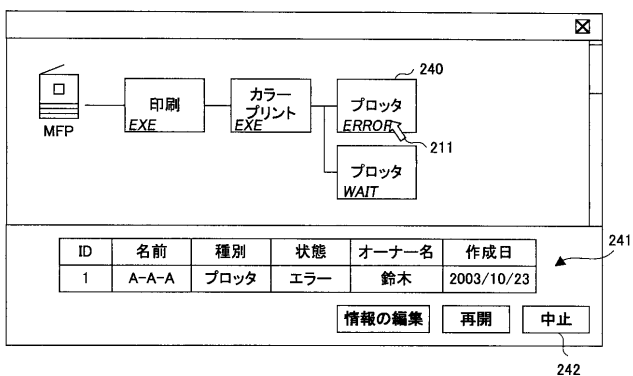 240
印刷
EXE
カラー
プリント
EXE
プロッタ
ERROR
MFP
211
プロッタ
WAIT
241
ID 名前 種別 状態 オーナー名 作成日
1 A-A-A プロッタ エラー 鈴木 2003/10/23
情報の編集 再開 中止
242